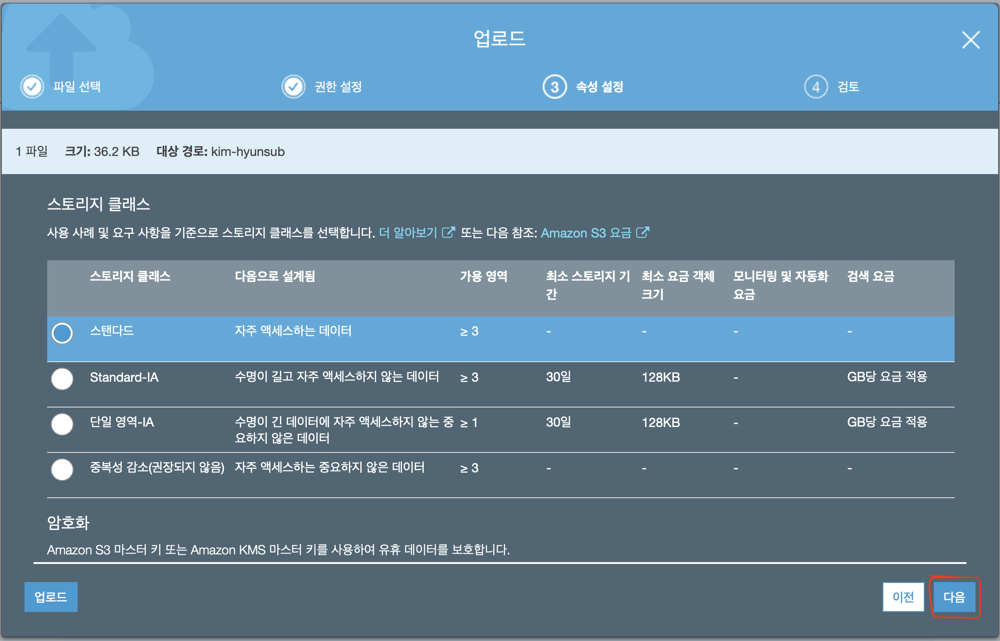 업로드
파일 선택
권한 설정
3 속성 설정
4 검토
1 파일 크기: 36.2 KB 대상 경로: kim-hyunsub
스토리지 클래스
사용 사례 및 요구 사항을 기준으로 스토리지 클래스를 선택합니다. 더 알아보기 또는 다음 참조: Amazon S3 요금
스토리지 클래스 다음으로 설계됨 가용 영역 최소 스토리지 기 최소 요금 객체 모니터링 및 자동화 검색 요금
간 크기 요금
스탠다드 자주 액세스하는 데이터 ≥ 3 - - - -
Standard-IA 수명이 길고 자주 액세스하지 않는 데이터 ≥ 3 30일 128KB - GB당 요금 적용
단일 영역-IA 수명이 긴 데이터에 자주 액세스하지 않는 중 ≥ 1 30일 128KB - GB당 요금 적용
요하지 않은 데이터
중복성 감소(권장되지 않음) 자주 액세스하는 중요하지 않은 데이터 ≥ 3 - - - -
암호화
Amazon S3 마스터 키 또는 Amazon KMS 마스터 키를 사용하여 유휴 데이터를 보호합니다.
업로드 이전 다음